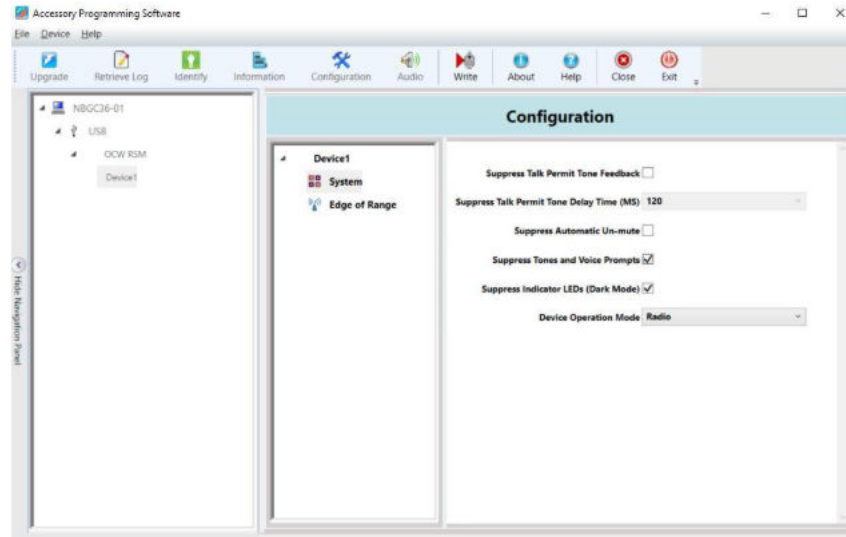 Accessory Programming Software
File Device Help
Upgrade Retrieve Log Identify Information Configuration Audio Write About Help Close Exit
NBGC36-01
USB
OCW RSM
Device1
Hide Navigation Panel
Configuration
Device1
System
Edge of Range
Suppress Talk Permit Tone Feedback
Suppress Talk Permit Tone Delay Time (MS) 120
Suppress Automatic Un-mute
Suppress Tones and Voice Prompts
Suppress Indicator LEDs (Dark Mode)
Device Operation Mode Radio